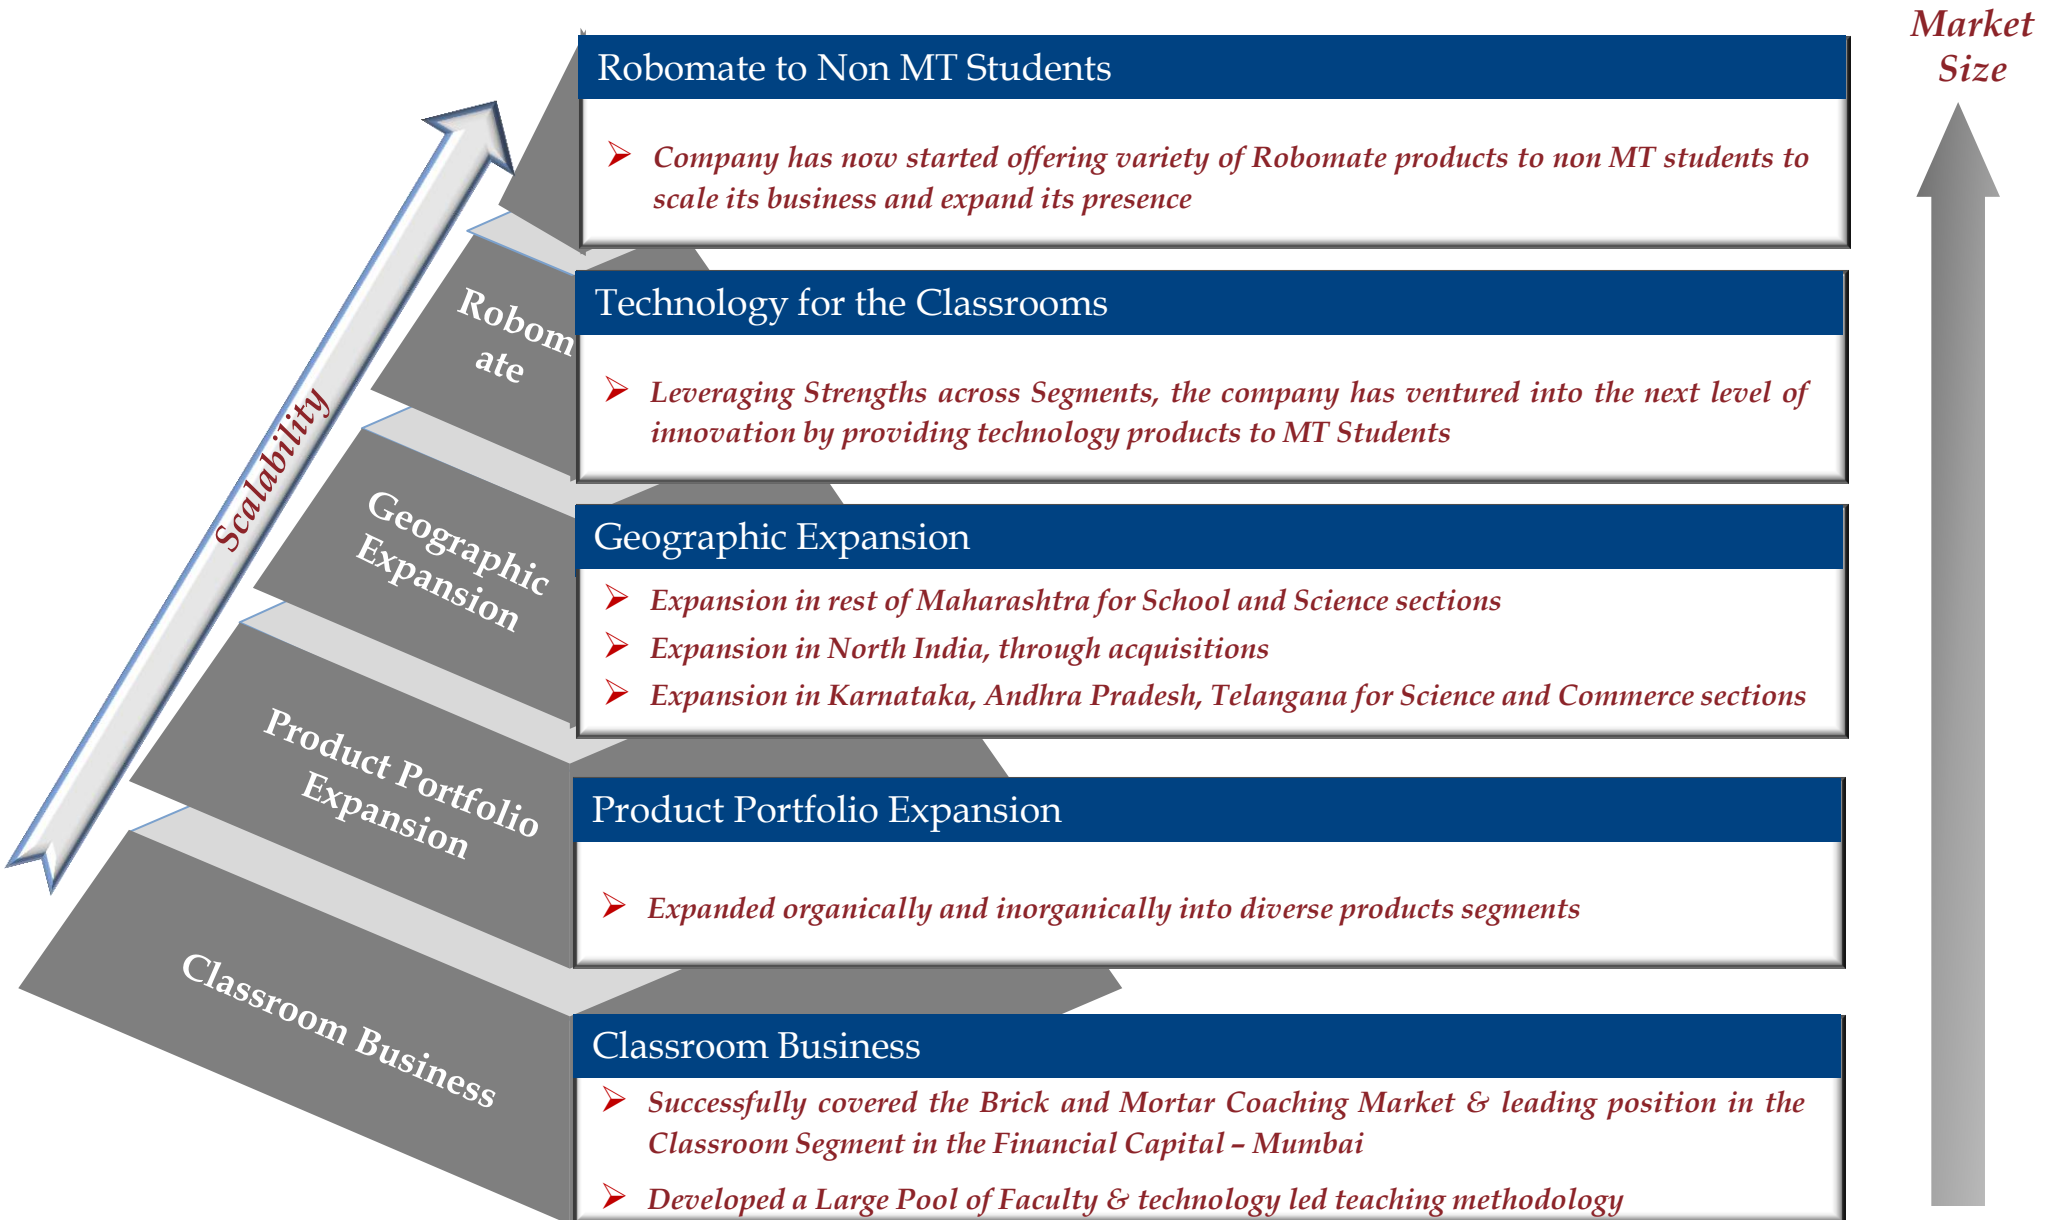 Market
Size
Robomate to Non MT Students
Company has now started offering variety of Robomate products to non MT students to
scale its business and expand its presence
Technology for the Classrooms
Leveraging Strengths across Segments, the company has ventured into the next level of
innovation by providing technology products to MT Students
Geographic Expansion
Expansion in rest of Maharashtra for School and Science sections
Expansion in North India, through acquisitions
Expansion in Karnataka, Andhra Pradesh, Telangana for Science and Commerce sections
Product Portfolio Expansion
Expanded organically and inorganically into diverse products segments
Classroom Business
Successfully covered the Brick and Mortar Coaching Market & leading position in the
Classroom Segment in the Financial Capital – Mumbai
Developed a Large Pool of Faculty & technology led teaching methodology
Scalability
Robom
ate
Geographic
Expansion
Product Portfolio
Expansion
Classroom Business